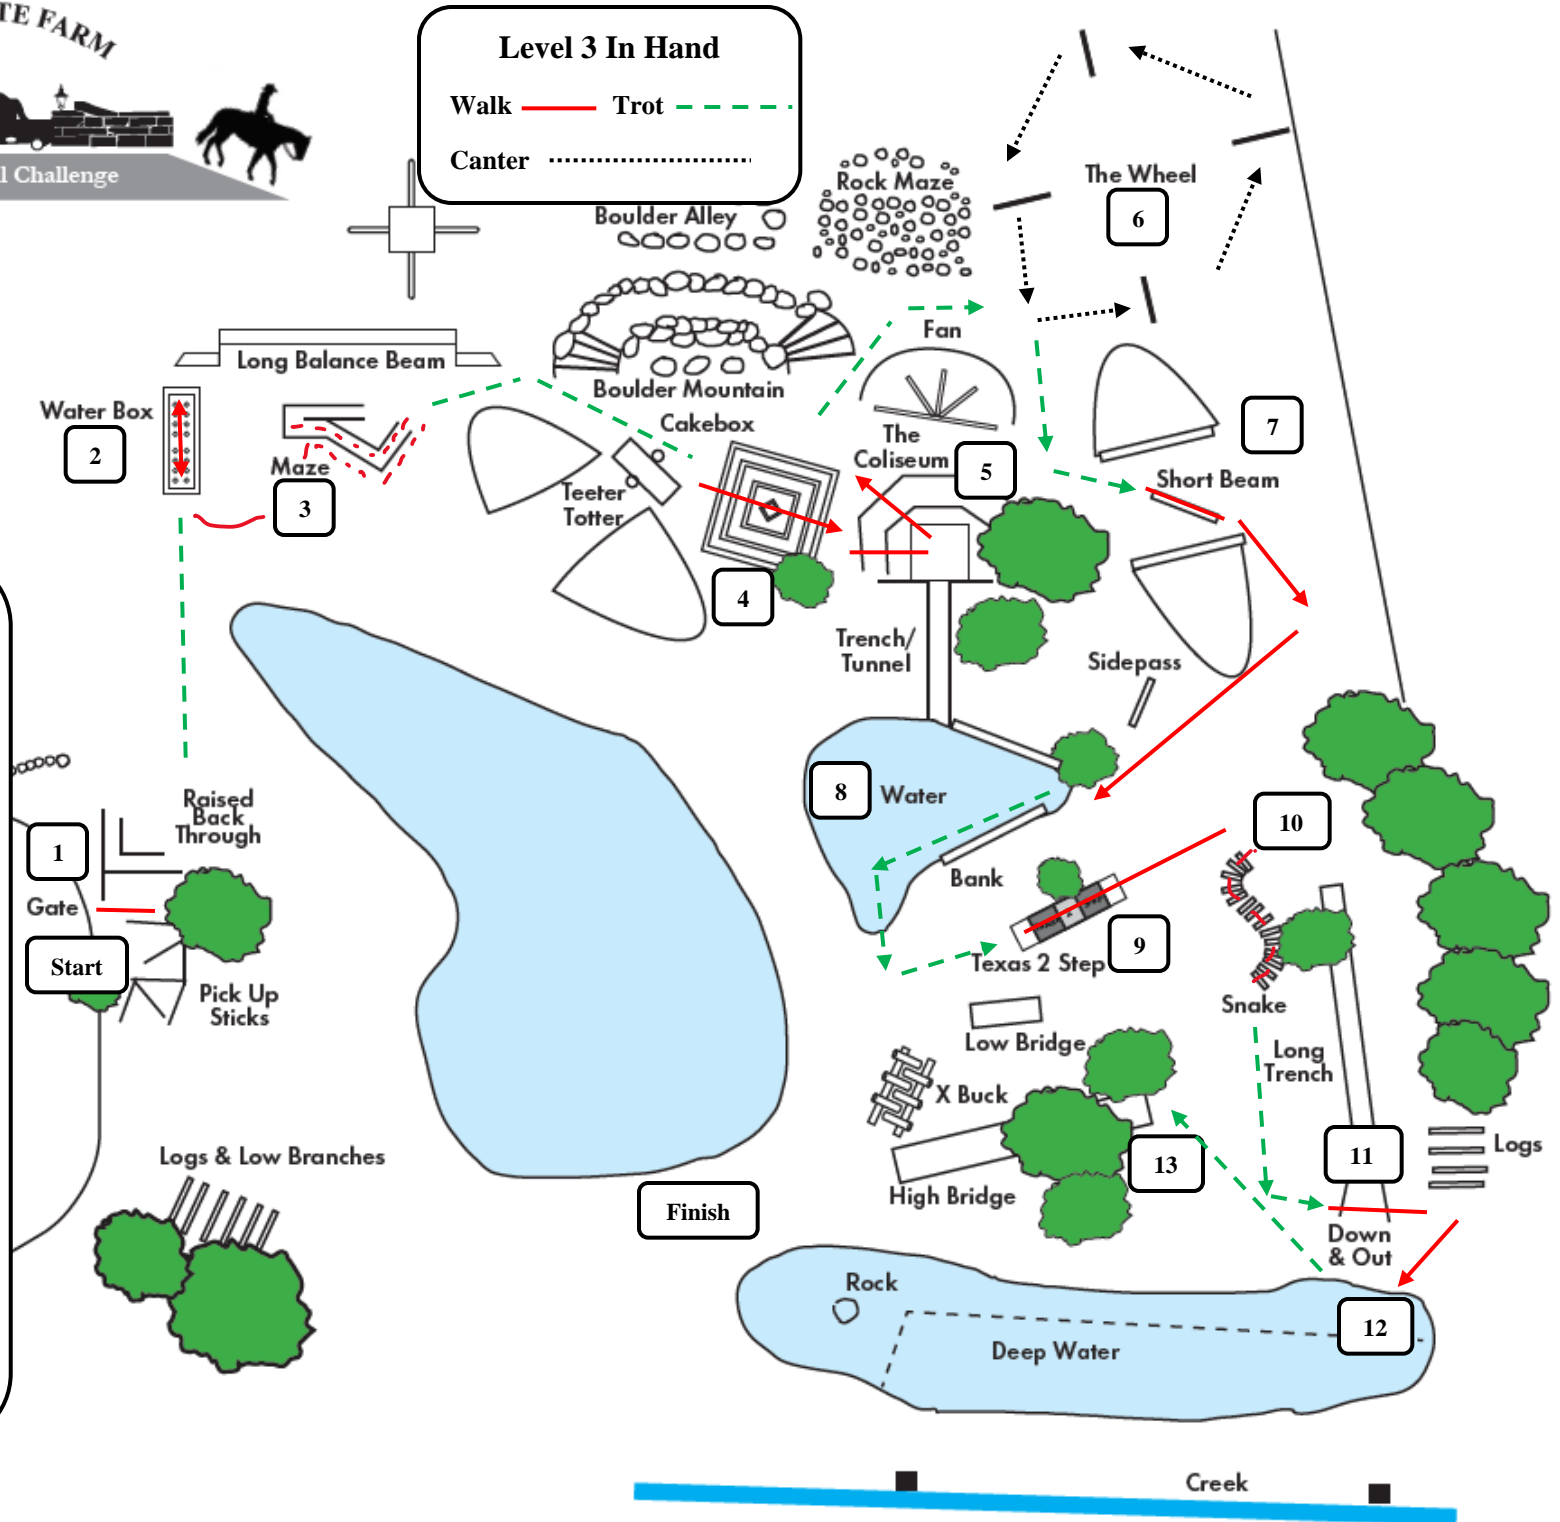 TE FARM
l Challenge
Level 3 In Hand
Walk
Trot
Canter
Boulder Alley
Rock Maze
The Wheel
6
Fan
Long Balance Beam
Boulder Mountain
Water Box
2
Cakebox
The
Coliseum
5
7
Maze
3
Teeter
Totter
Short Beam
4
Trench/
Tunnel
Sidepass
8
Water
Raised
Back
Through
1
10
Bank
Gate
9
Start
Texas 2 Step
Pick Up
Sticks
Snake
Low Bridge
Long
Trench
X Buck
Logs & Low Branches
13
11
Logs
High Bridge
Finish
Down
& Out
Rock
12
Deep Water
Creek